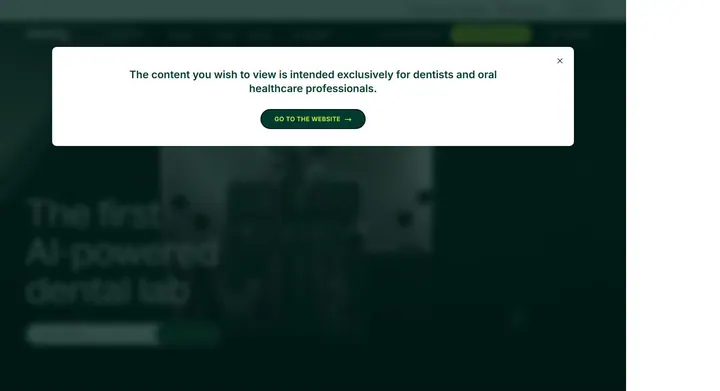 The content you wish to view is intended exclusively for dentists and oral
healthcare professionals.
GO TO THE WEBSITE →
The first
AI-powered
dental lab